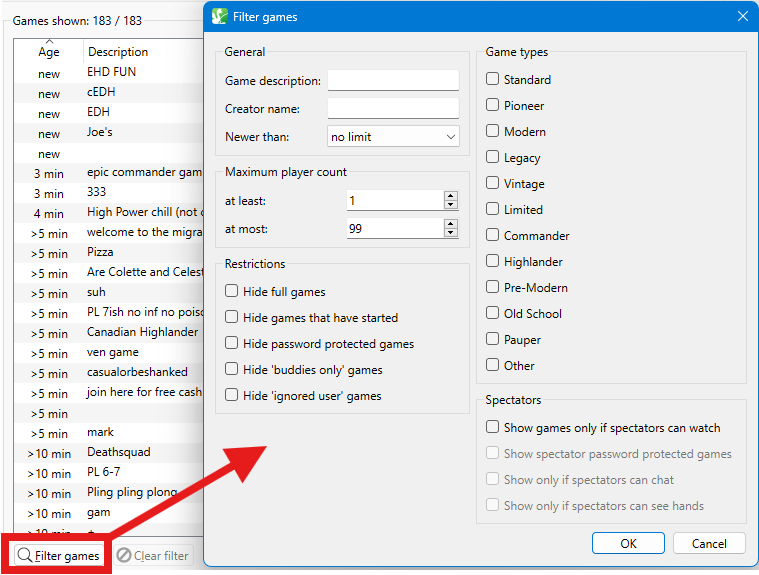 Games shown: 183 / 183
Age Description
new EHD FUN
new cEDH
new EDH
new Joe's
new
3 min epic commander gam
3 min 333
4 min High Power chill (not
>5 min welcome to the migra
>5 min Pizza
>5 min Are Colette and Celest
>5 min suh
>5 min PL 7ish no inf no poiso
>5 min Canadian Highlander
>5 min ven game
>5 min casualorbeshanked
>5 min join here for free cash
>5 min
>5 min mark
>10 min Deathsquad
>10 min PL 6-7
>10 min Pling pling plong
>10 min gam
>10 min +
Filter games
Clear filter
Filter games
General
Game description:
Creator name:
Newer than: no limit
Maximum player count
at least: 1
at most: 99
Restrictions
Hide full games
Hide games that have started
Hide password protected games
Hide 'buddies only' games
Hide 'ignored user' games
Game types
Standard
Pioneer
Modern
Legacy
Vintage
Limited
Commander
Highlander
Pre-Modern
Old School
Pauper
Other
Spectators
Show games only if spectators can watch
Show spectator password protected games
Show only if spectators can chat
Show only if spectators can see hands
OK
Cancel